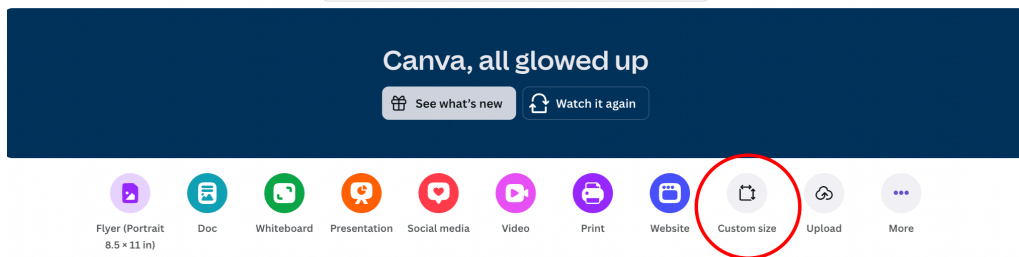 Canva, all glowed up
See what's new
Watch it again
Flyer (Portrait
8.5 × 11 in)
Doc
Whiteboard
Presentation
Social media
Video
Print
Website
Custom size
Upload
More